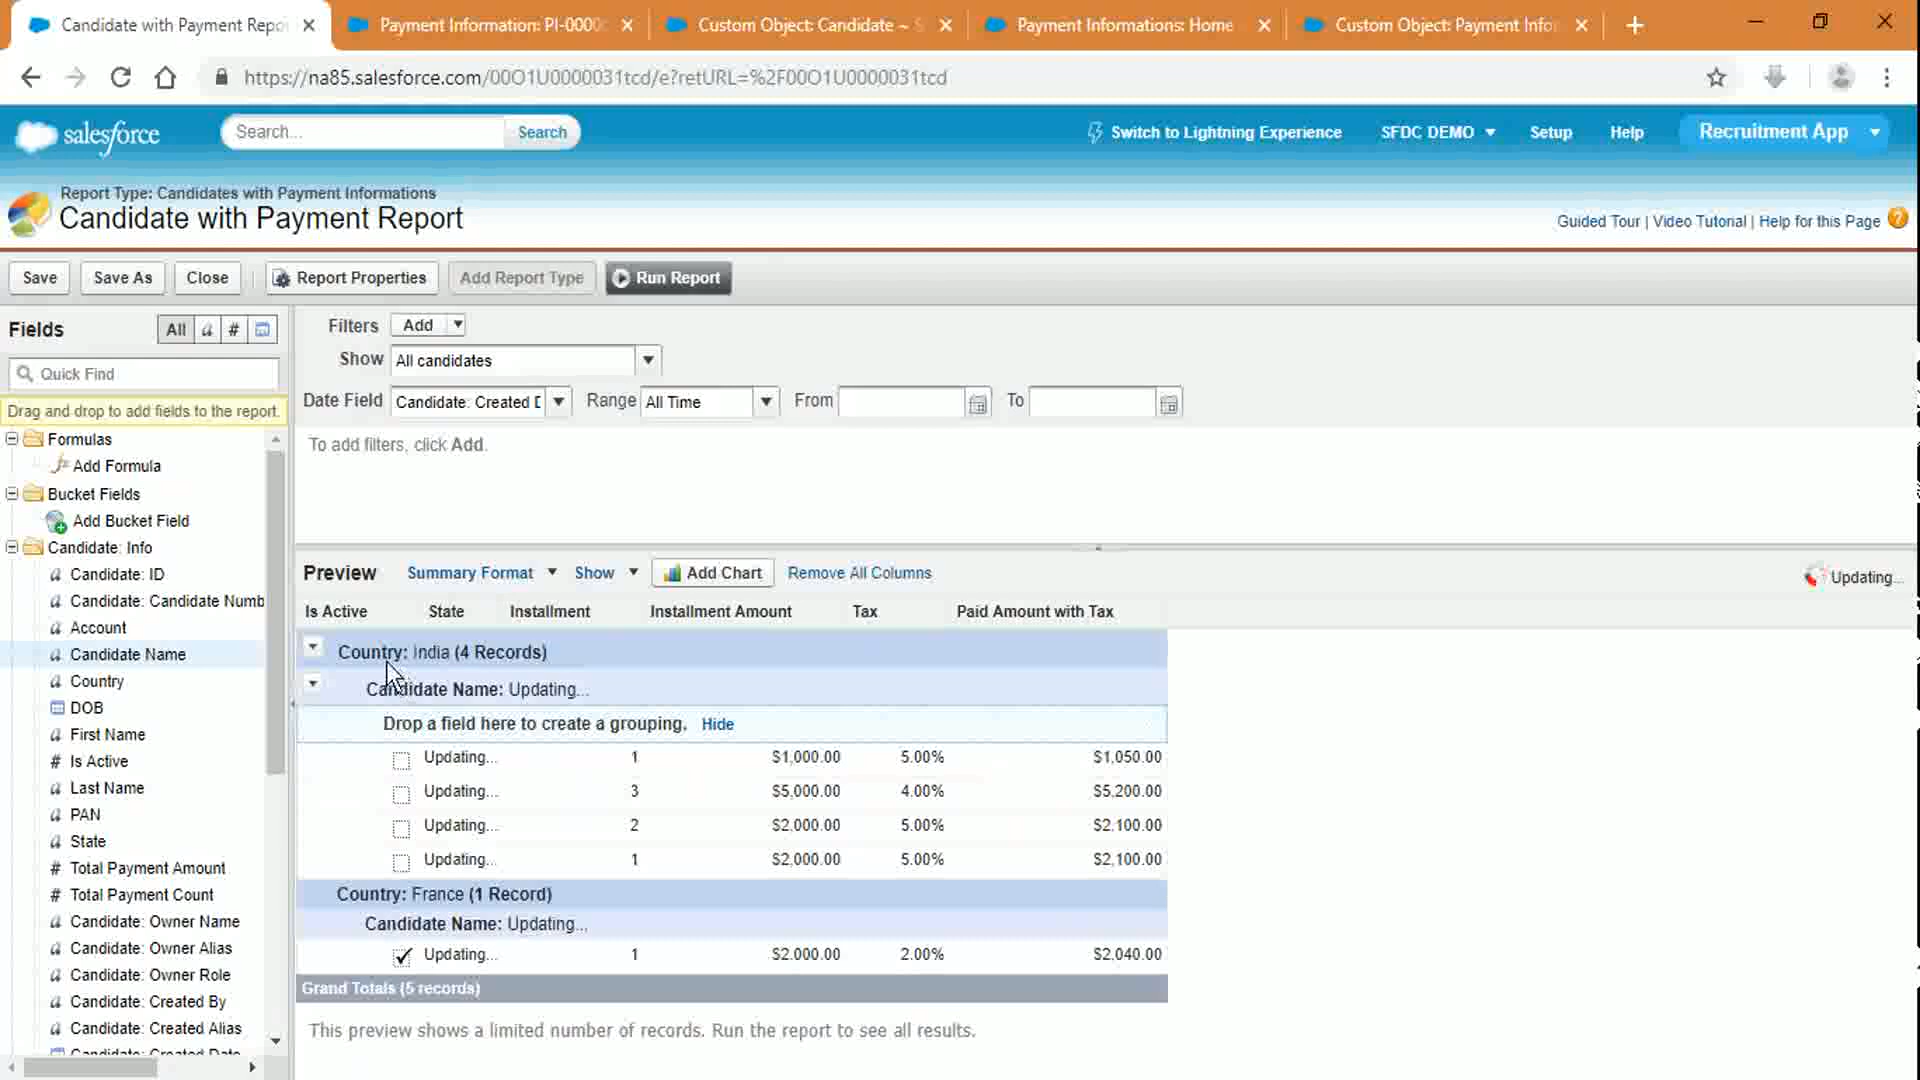 Candidate with Payment Repo
Payment Information: PI-0000
Custom Object: Candidate ~ S
Payment Informations: Home
Custom Object: Payment Info
https://na85.salesforce.com/00O1U0000031tcd/e?retURL=%2F00O1U0000031tcd
salesforce
Search...
Search
Switch to Lightning Experience
SFDC DEMO
Setup
Help
Recruitment App
Report Type: Candidates with Payment Informations
Candidate with Payment Report
Guided Tour | Video Tutorial | Help for this Page
Save
Save As
Close
Report Properties
Add Report Type
Run Report
Fields
All
a
#
Quick Find
Drag and drop to add fields to the report.
Formulas
Add Formula
Bucket Fields
Add Bucket Field
Candidate: Info
a Candidate: ID
a Candidate: Candidate Numb
a Account
a Candidate Name
a Country
DOB
a First Name
# Is Active
a Last Name
a PAN
a State
# Total Payment Amount
# Total Payment Count
a Candidate: Owner Name
a Candidate: Owner Alias
a Candidate: Owner Role
a Candidate: Created By
a Candidate: Created Alias
Candidate: Created Date
Filters Add
Show All candidates
Date Field Candidate: Created D Range All Time From To
To add filters, click Add.
Preview Summary Format Show Add Chart Remove All Columns
Updating...
Is Active State Installment Installment Amount Tax Paid Amount with Tax
Country: India (4 Records)
Candidate Name: Updating...
Drop a field here to create a grouping. Hide
Updating... 1 $1,000.00 5.00% $1,050.00
Updating... 3 $5,000.00 4.00% $5,200.00
Updating... 2 $2,000.00 5.00% $2,100.00
Updating... 1 $2,000.00 5.00% $2,100.00
Country: France (1 Record)
Candidate Name: Updating...
Updating... 1 $2,000.00 2.00% $2,040.00
Grand Totals (5 records)
This preview shows a limited number of records. Run the report to see all results.